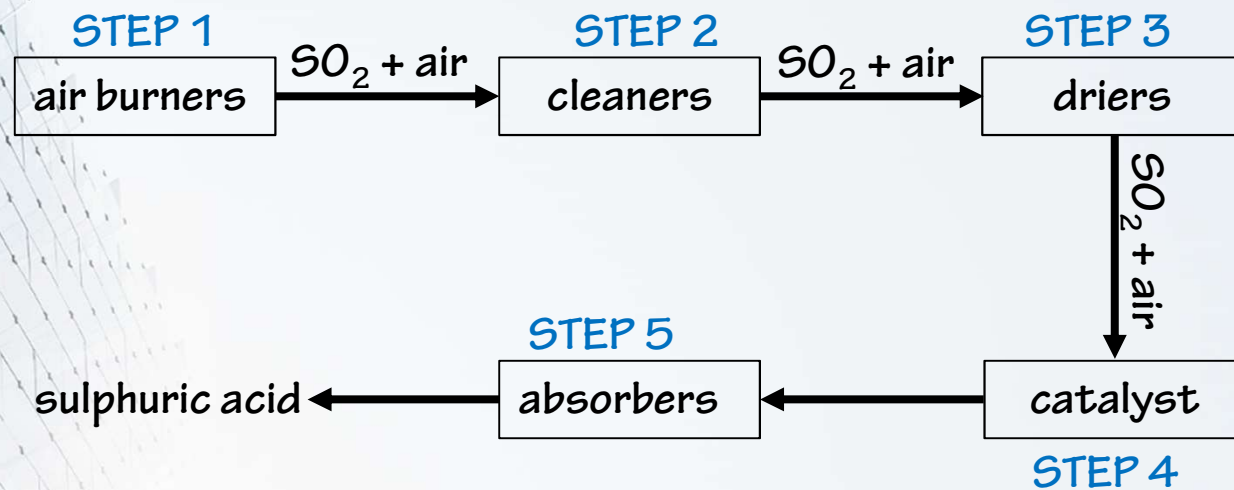 STEP 1
STEP 2
STEP 3
air burners
SO₂ + air
cleaners
SO₂ + air
driers
SO₂ + air
STEP 5
sulphuric acid
absorbers
catalyst
STEP 4